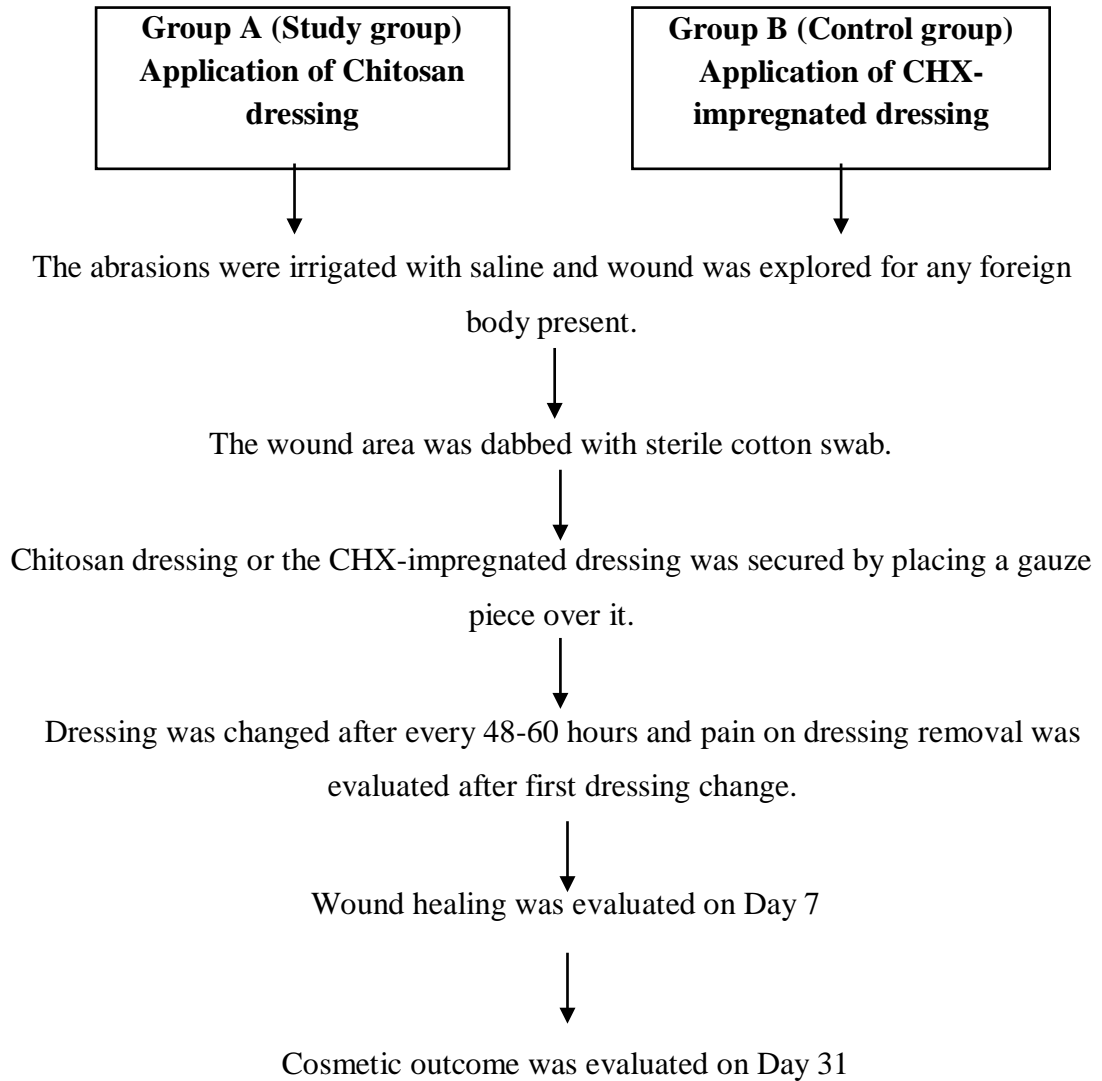 Group A (Study group)
Application of Chitosan
dressing
Group B (Control group)
Application of CHX-
impregnated dressing
The abrasions were irrigated with saline and wound was explored for any foreign
body present.
The wound area was dabbed with sterile cotton swab.
Chitosan dressing or the CHX-impregnated dressing was secured by placing a gauze
piece over it.
Dressing was changed after every 48-60 hours and pain on dressing removal was
evaluated after first dressing change.
Wound healing was evaluated on Day 7
Cosmetic outcome was evaluated on Day 31